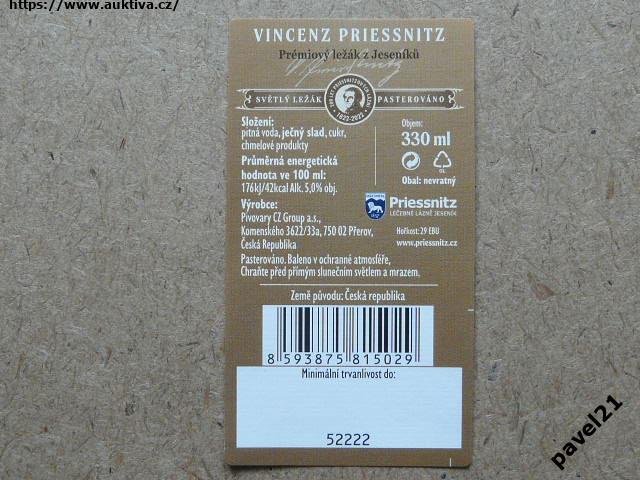 https://www.auktiva.cz/
VINCENZ PRIESSNITZ
Prémiový ležák z Jeseníků
SVĚTLÝ LEŽÁK
PASTEROVÁNO
1822-2022
Složení:
pitná voda, ječný slad, cukr,
chmelové produkty
Průměrná energetická
hodnota ve 100 ml:
176kJ/42kcal Alk. 5,0% obj.
Objem:
330 ml
GL
Obal: nevratný
Výrobce:
Pivovary CZ Group a.s.,
Komenského 3622/33a, 750 02 Přerov,
Česká Republika
Priessnitz
LÉČEBNÉ LÁZNĚ JESENÍK
Hořkost: 29 EBU
www.priessnitz.cz
Pasterováno. Baleno v ochranné atmosféře,
Chraňte před přímým slunečním světlem a mrazem.
Země původu: Česká republika
8 593875 815029
Minimální trvanlivost do:
52222
pavel21